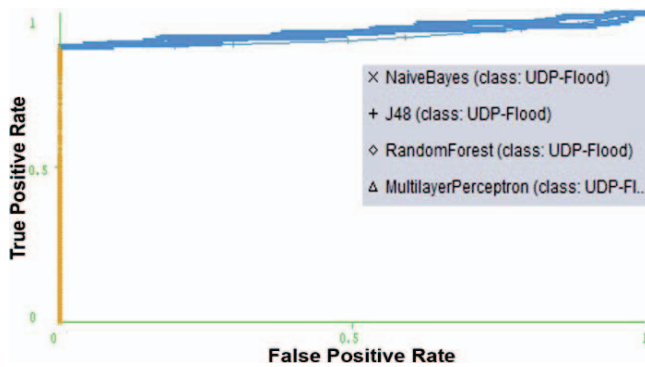 1
True Positive Rate
0.5
0
× NaiveBayes (class: UDP-Flood)
+ J48 (class: UDP-Flood)
◇ RandomForest (class: UDP-Flood)
△ MultilayerPerceptron (class: UDP-Fl...
0
0.5
1
False Positive Rate